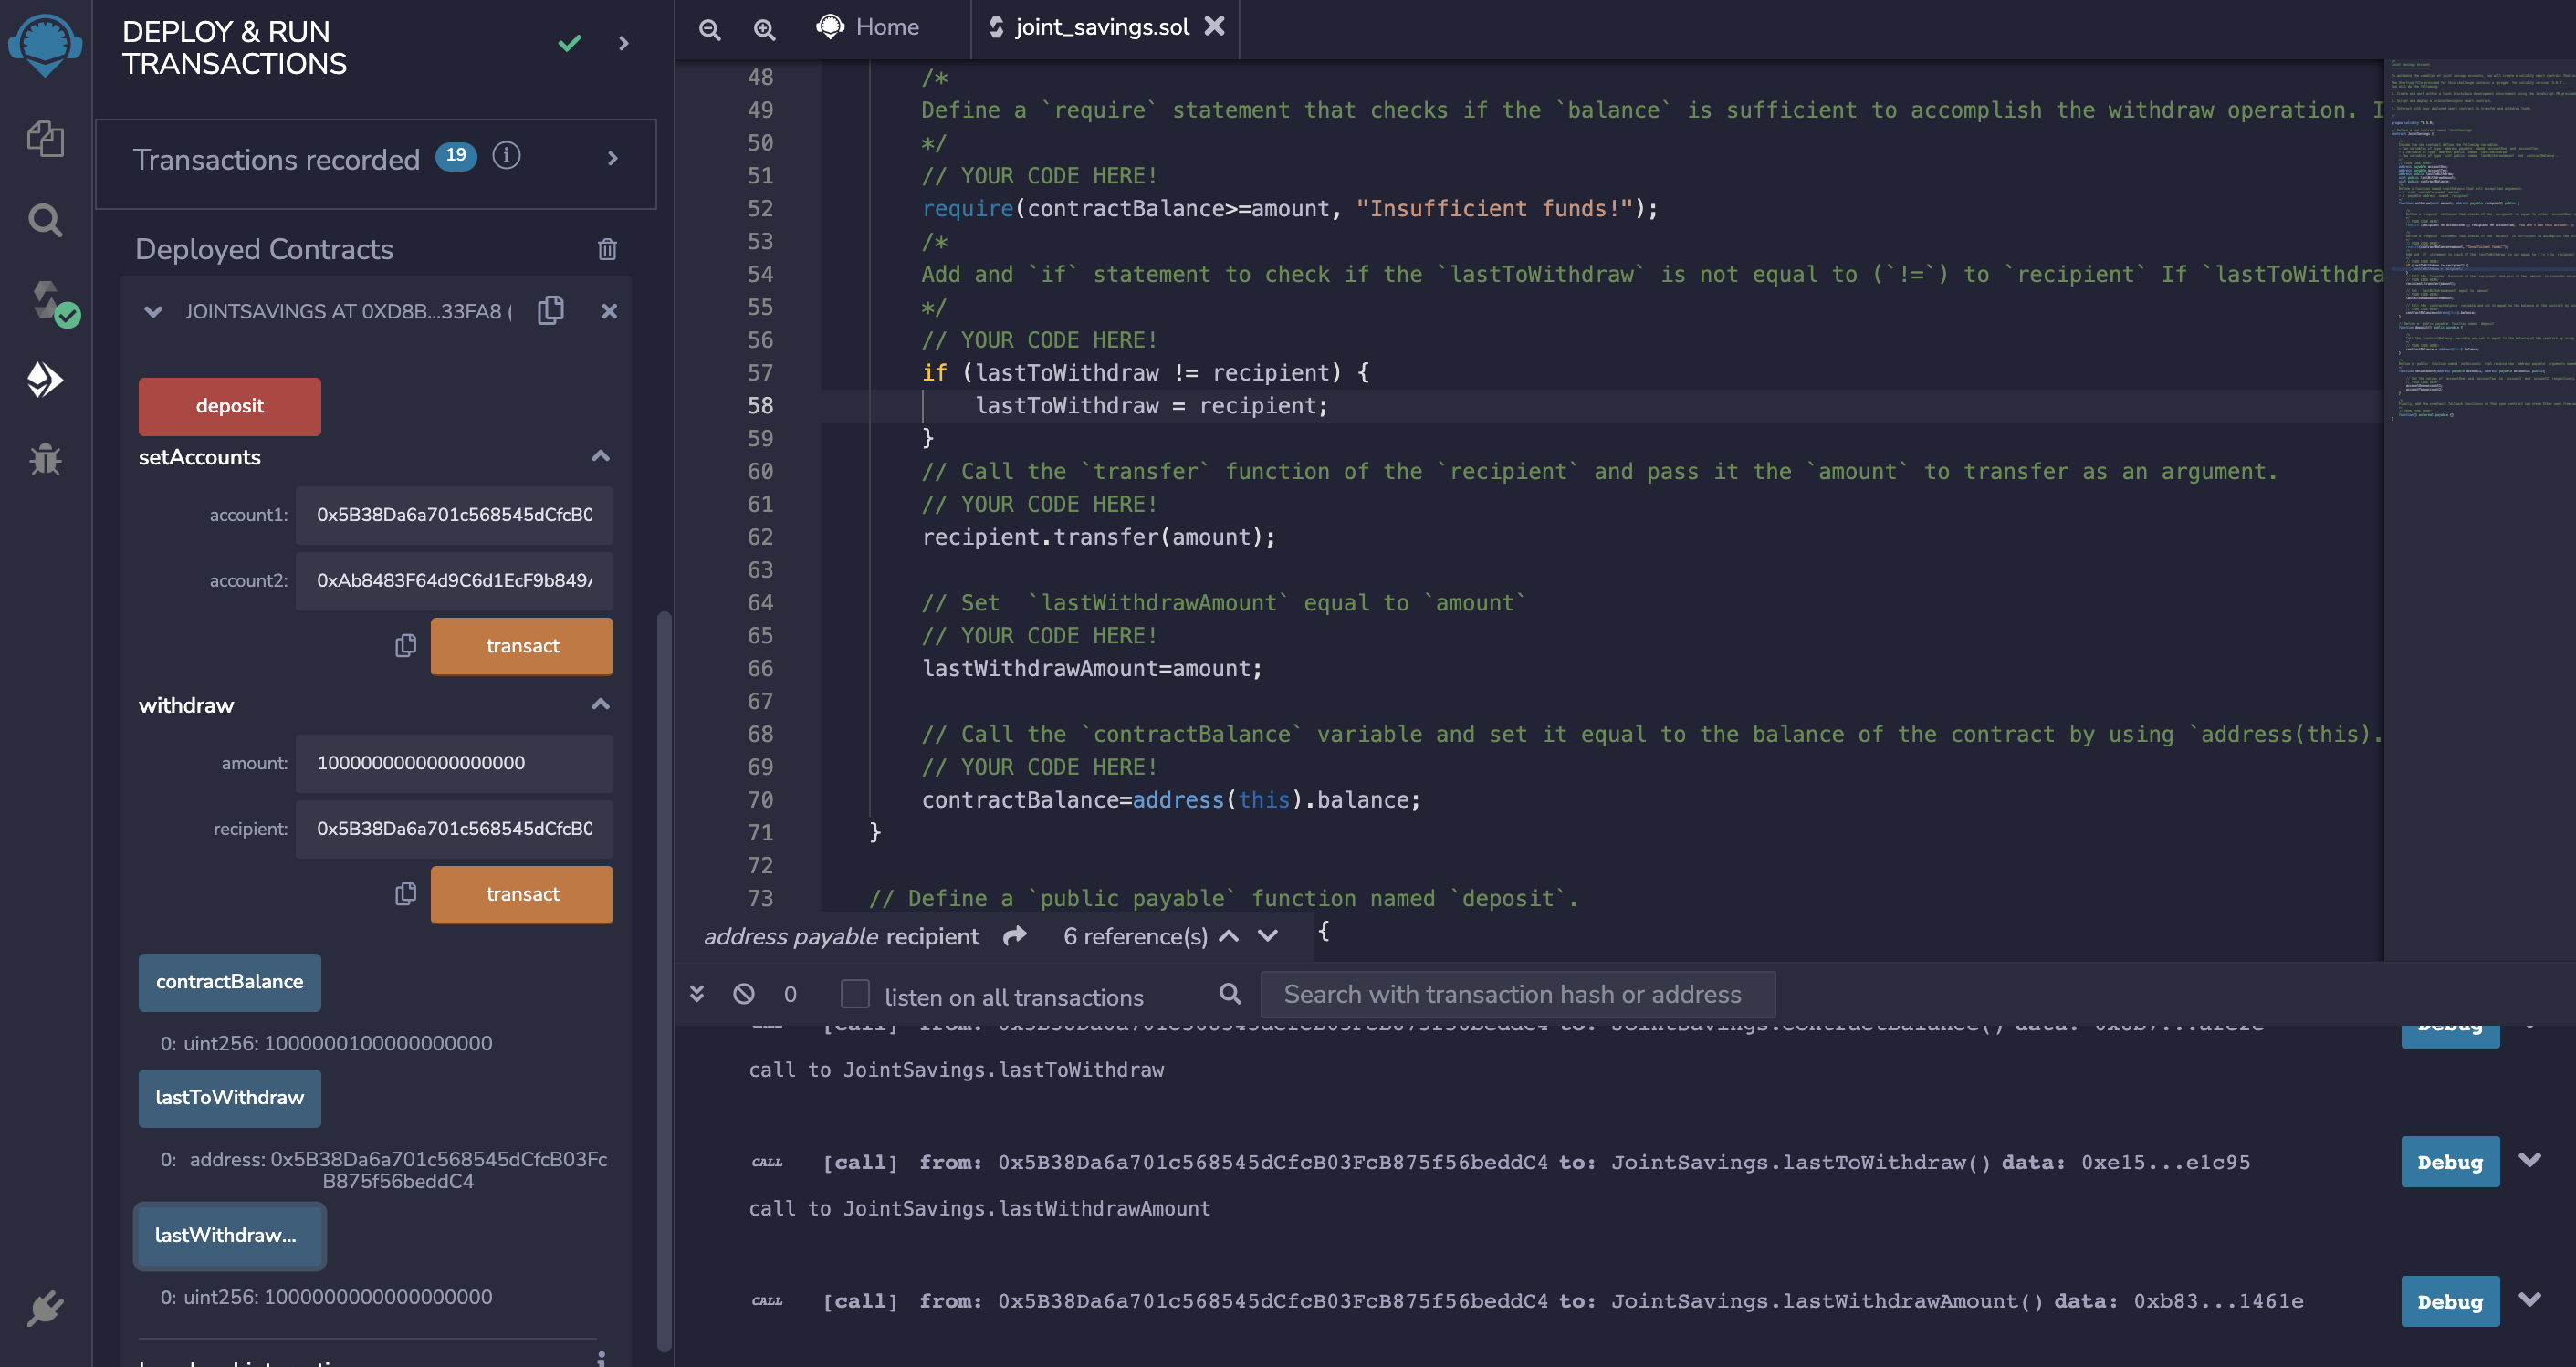 DEPLOY & RUN
TRANSACTIONS
Transactions recorded 19 i
Deployed Contracts
JOINTSAVINGS AT 0XD8B...33FA8 (
deposit
setAccounts
account1: 0x5B38Da6a701c568545dCfcB0
account2: 0xAb8483F64d9C6d1EcF9b849
transact
withdraw
amount: 1000000000000000000
recipient: 0x5B38Da6a701c568545dCfcB0
transact
contractBalance
0: uint256: 1000000100000000000
lastToWithdraw
0: address: 0x5B38Da6a701c568545dCfcB03Fc
B875f56beddC4
lastWithdraw...
0: uint256: 1000000000000000000
Home
joint_savings.sol
48 /*
49 Define a `require` statement that checks if the `balance` is sufficient to accomplish the withdraw operation. I
50 */
51 // YOUR CODE HERE!
52 require(contractBalance>=amount, "Insufficient funds!");
53 /*
54 Add and `if` statement to check if the `lastToWithdraw` is not equal to (`!=`) to `recipient` If `lastToWithdra
55 */
56 // YOUR CODE HERE!
57 if (lastToWithdraw != recipient) {
58 lastToWithdraw = recipient;
59 }
60 // Call the `transfer` function of the `recipient` and pass it the `amount` to transfer as an argument.
61 // YOUR CODE HERE!
62 recipient.transfer(amount);
63
64 // Set  `lastWithdrawAmount` equal to `amount`
65 // YOUR CODE HERE!
66 lastWithdrawAmount=amount;
67
68 // Call the `contractBalance` variable and set it equal to the balance of the contract by using `address(this).
69 // YOUR CODE HERE!
70 contractBalance=address(this).balance;
71 }
72
73 // Define a `public payable` function named `deposit`.
{
address payable recipient 6 reference(s)
0 listen on all transactions Search with transaction hash or address
Debug
call to JointSavings.lastToWithdraw
CALL [call] from: 0x5B38Da6a701c568545dCfcB03FcB875f56beddC4 to: JointSavings.lastToWithdraw() data: 0xe15...e1c95 Debug
call to JointSavings.lastWithdrawAmount
CALL [call] from: 0x5B38Da6a701c568545dCfcB03FcB875f56beddC4 to: JointSavings.lastWithdrawAmount() data: 0xb83...1461e Debug